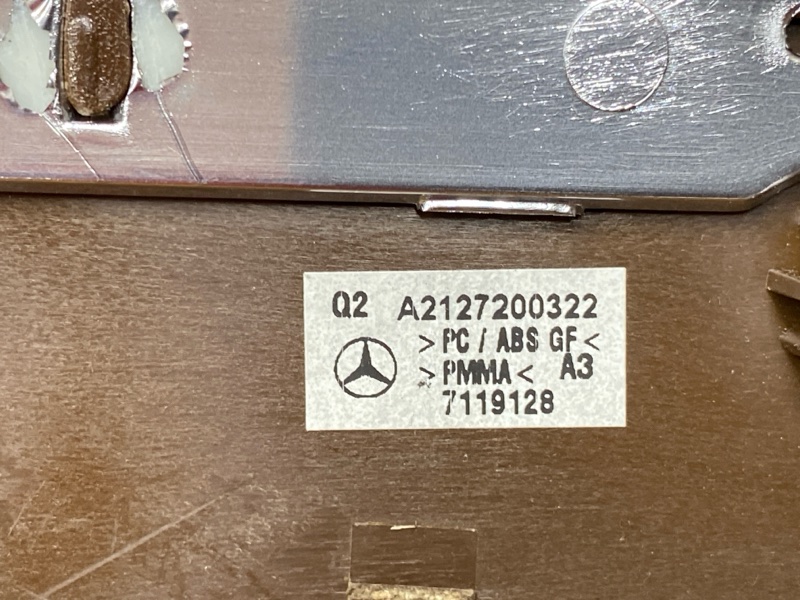 Q2 A2127200322
>PC / ABS GF<
>PMMA< A3
7119128